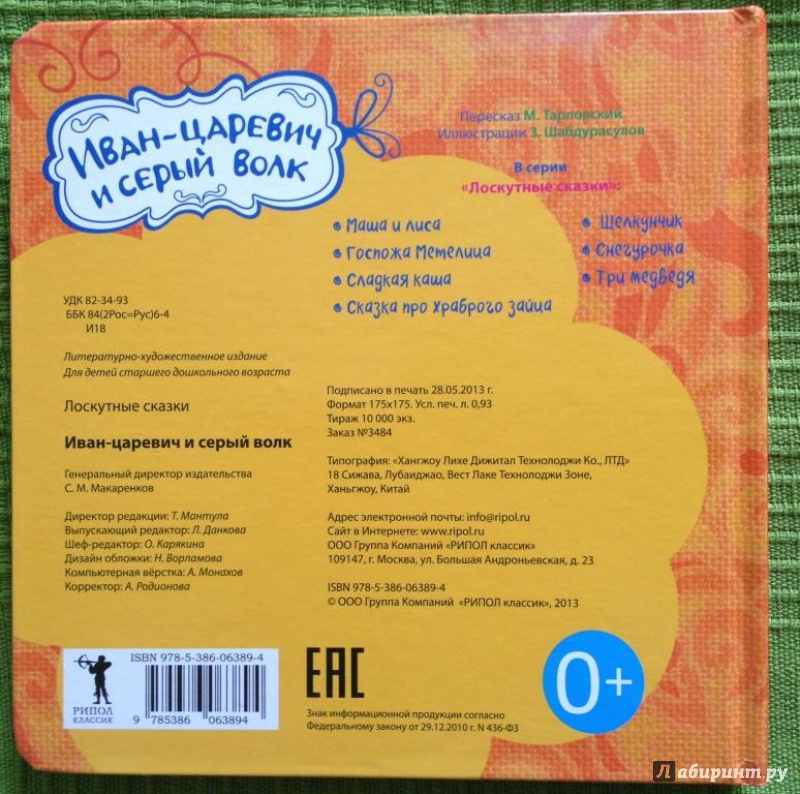 Иван-царевич
и серый волк
Пересказ М. Тарловский
Иллюстрации З. Шабдурасулов
В серии
«Лоскутные сказки»:
Маша и лиса
Госпожа Метелица
Сладкая каша
Сказка про храброго зайца
Щелкунчик
Снегурочка
Три медведя
УДК 82-34-93
ББК 84(2Рос=Рус)6-4
И18
Литературно-художественное издание
Для детей старшего дошкольного возраста
Лоскутные сказки
Иван-царевич и серый волк
Генеральный директор издательства
С. М. Макаренков
Директор редакции: Т. Мантула
Выпускающий редактор: Л. Данкова
Шеф-редактор: О. Карякина
Дизайн обложки: Н. Ворламова
Компьютерная вёрстка: А. Монахов
Корректор: А. Родионова
Подписано в печать 28.05.2013 г.
Формат 175х175. Усл. печ. л. 0,93
Тираж 10 000 экз.
Заказ №3484
Типография: «Хангжоу Лихе Дижитал Технолоджи Ко., ЛТД»
18 Сижава, Лубаиджао, Вест Лаке Технолоджи Зоне,
Ханьгжоу, Китай
Адрес электронной почты: info@ripol.ru
Сайт в Интернете: www.ripol.ru
ООО Группа Компаний «РИПОЛ классик»
109147, г. Москва, ул. Большая Андроньевская, д. 23
ISBN 978-5-386-06389-4
© ООО Группа Компаний «РИПОЛ классик», 2013
РИПОЛ
КЛАССИК
ISBN 978-5-386-06389-4
9 785386 063894
ЕАС
Знак информационной продукции согласно
Федеральному закону от 29.12.2010 г. N 436-ФЗ
0+
Лабиринт.ру